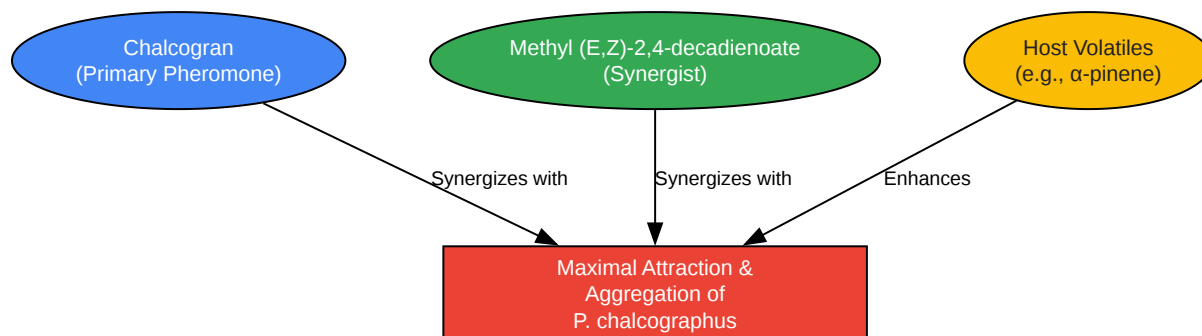 Chalcogran
(Primary Pheromone)
Methyl (E,Z)-2,4-decadienoate
(Synergist)
Host Volatiles
(e.g., α-pinene)
Synergizes with
Synergizes with
Enhances
Maximal Attraction &
Aggregation of
P. chalcographus